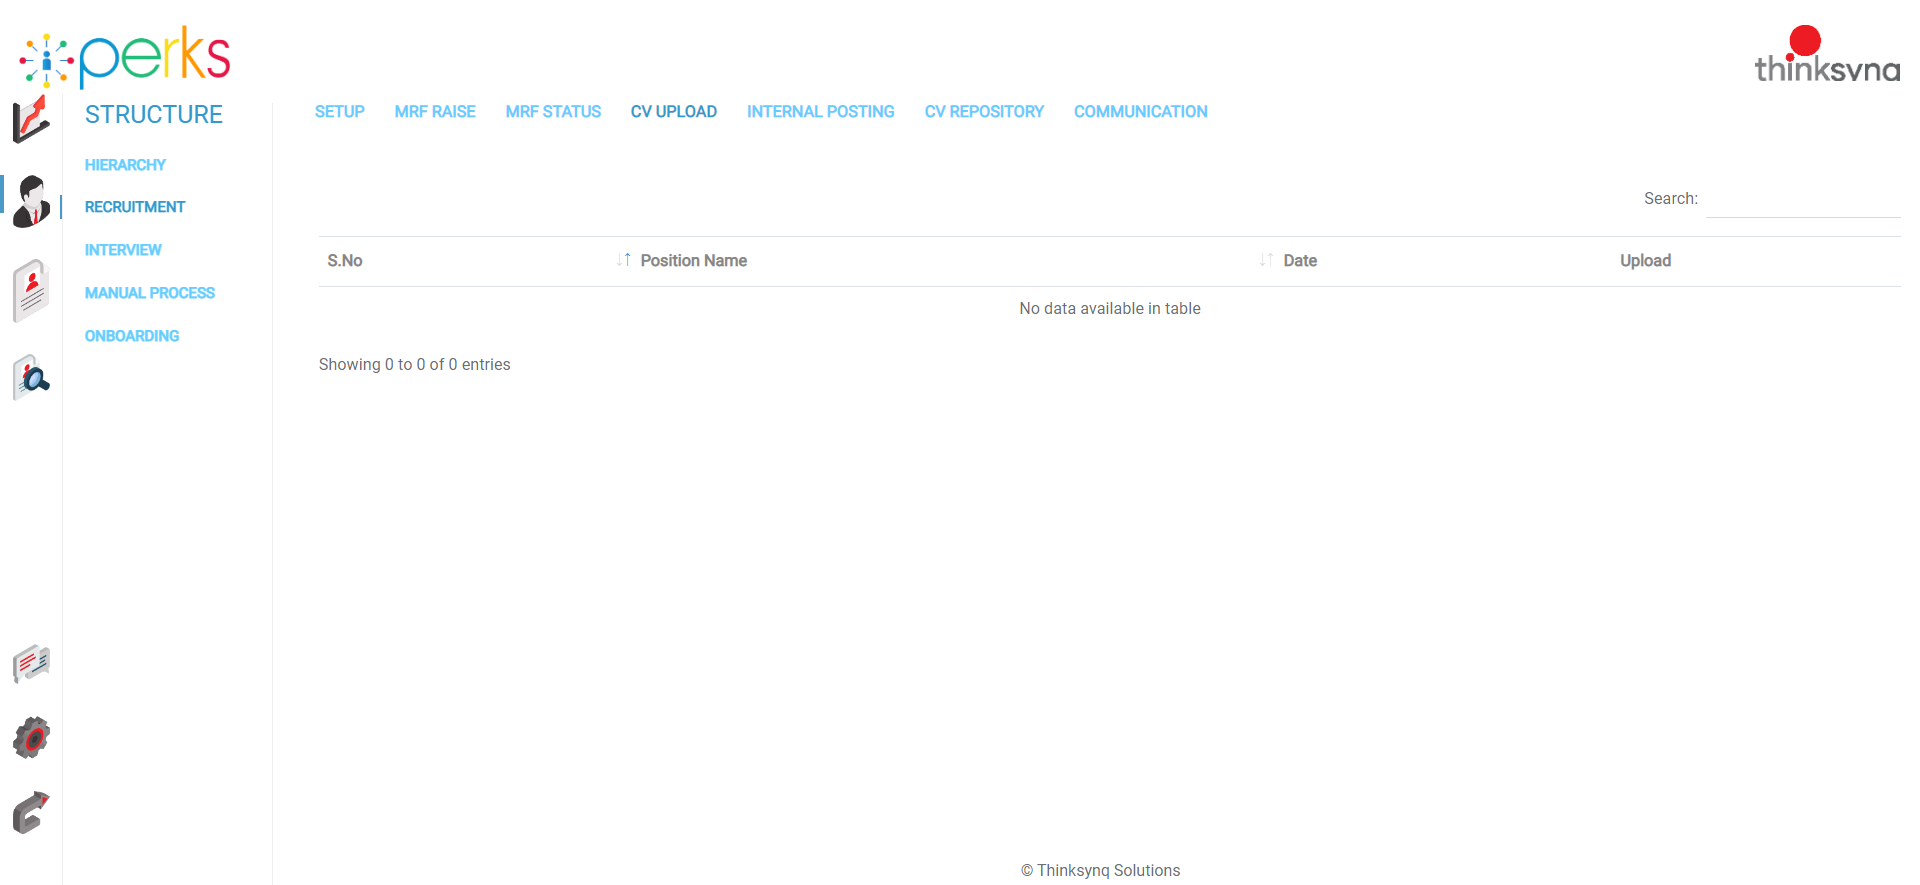 perks
thinksynq
STRUCTURE
SETUP MRF RAISE MRF STATUS CV UPLOAD INTERNAL POSTING CV REPOSITORY COMMUNICATION
HIERARCHY
RECRUITMENT
INTERVIEW
MANUAL PROCESS
ONBOARDING
Search:
S.No Position Name Date Upload
No data available in table
Showing 0 to 0 of 0 entries
© Thinksynq Solutions